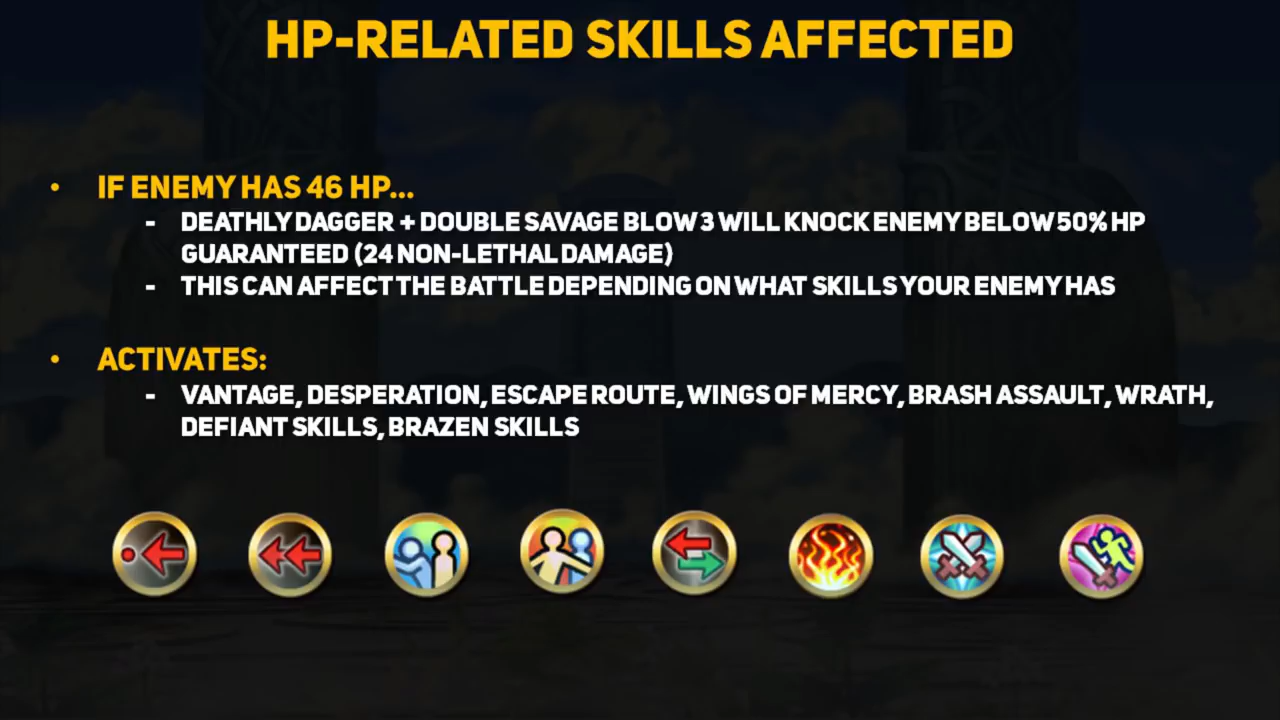 HP-RELATED SKILLS AFFECTED
• IF ENEMY HAS 46 HP...
- DEATHLY DAGGER + DOUBLE SAVAGE BLOW 3 WILL KNOCK ENEMY BELOW 50% HP
GUARANTEED (24 NON-LETHAL DAMAGE)
- THIS CAN AFFECT THE BATTLE DEPENDING ON WHAT SKILLS YOUR ENEMY HAS
• ACTIVATES:
- VANTAGE, DESPERATION, ESCAPE ROUTE, WINGS OF MERCY, BRASH ASSAULT, WRATH,
DEFIANT SKILLS, BRAZEN SKILLS